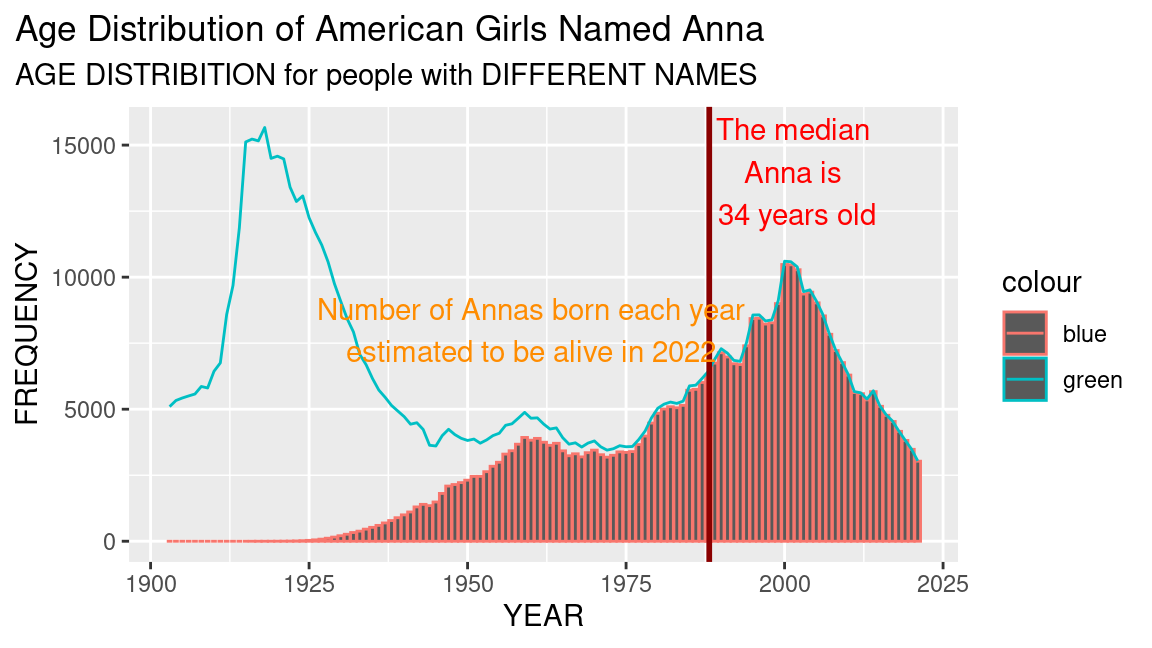 Age Distribution of American Girls Named Anna
AGE DISTRIBITION for people with DIFFERENT NAMES
FREQUENCY
15000
10000
5000
0
The median
Anna is
34 years old
Number of Annas born each year
estimated to be alive in 2022
1900
1925
1950
1975
2000
2025
YEAR
colour
blue
green